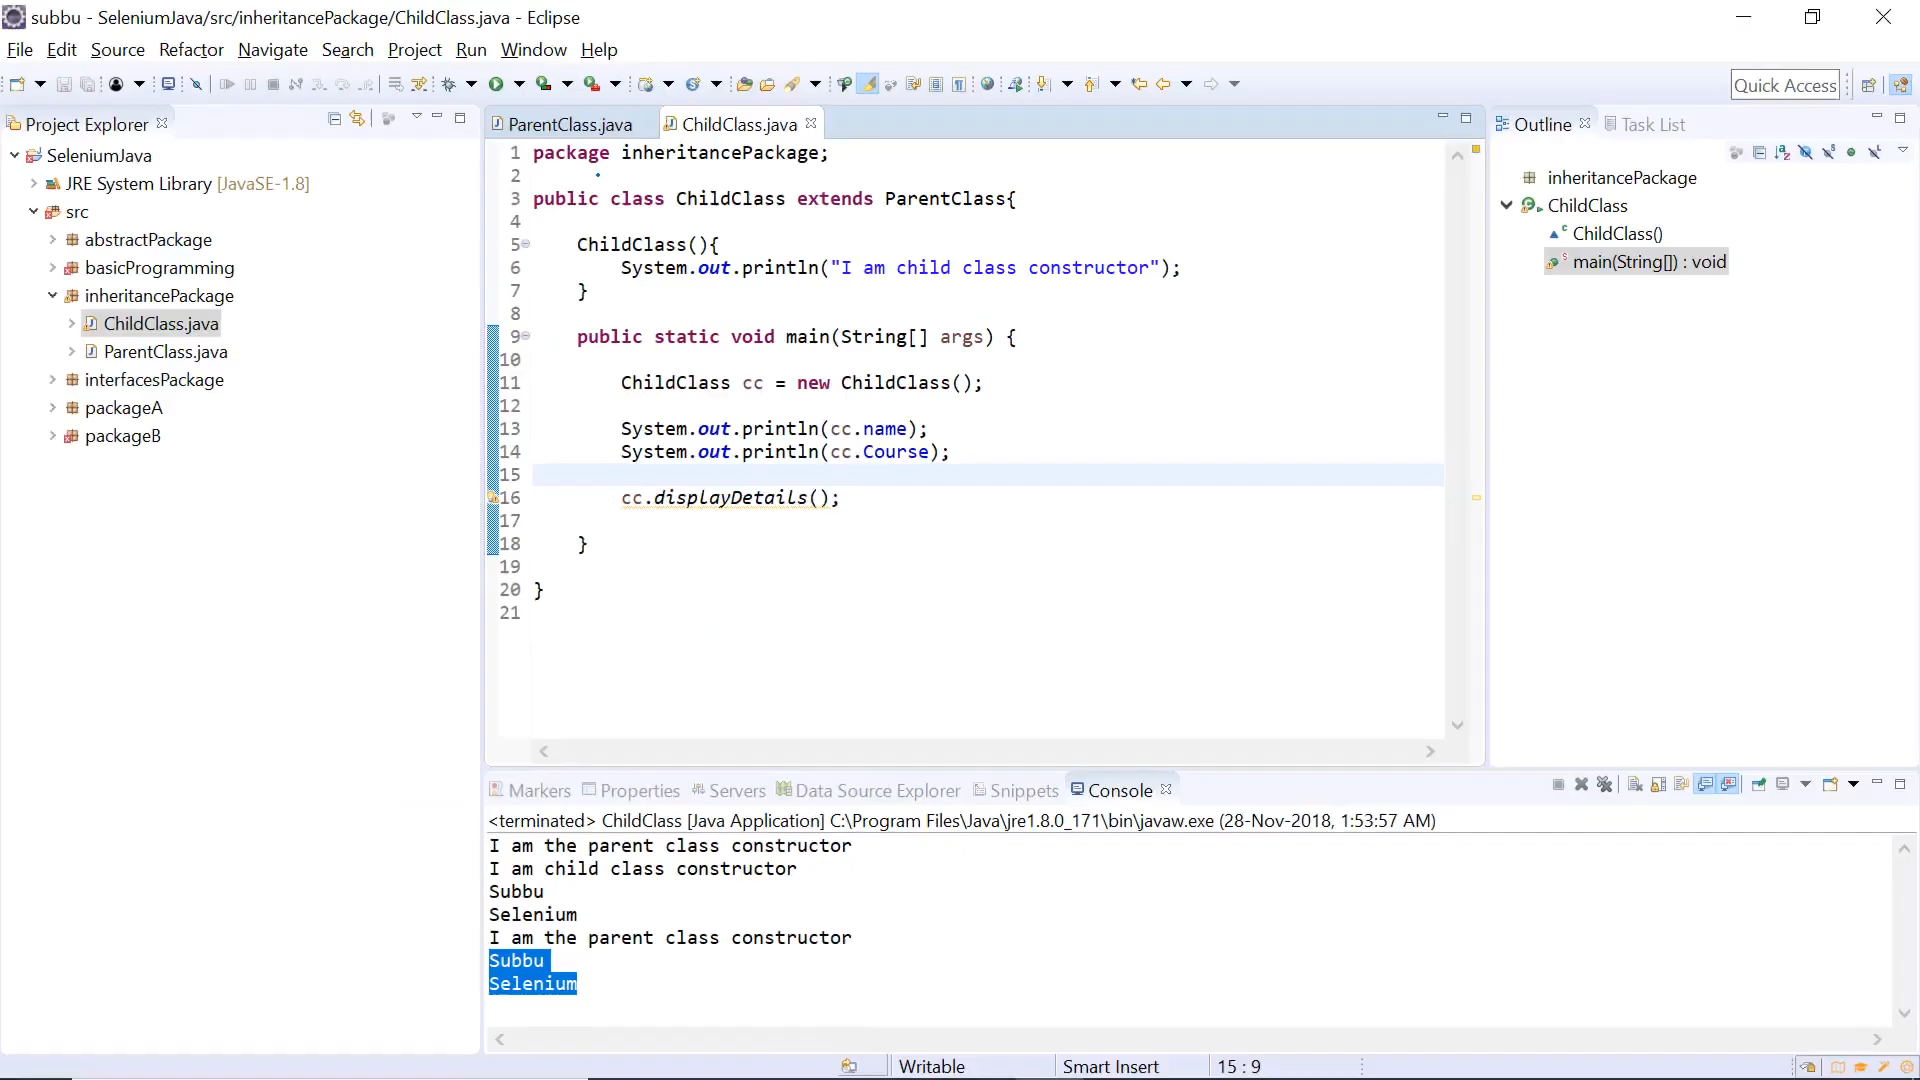 subbu - SeleniumJava/src/inheritancePackage/ChildClass.java - Eclipse
File Edit Source Refactor Navigate Search Project Run Window Help
Quick Access
Project Explorer
SeleniumJava
JRE System Library [JavaSE-1.8]
src
abstractPackage
basicProgramming
inheritancePackage
ChildClass.java
ParentClass.java
interfacesPackage
packageA
packageB
ParentClass.java ChildClass.java
1 package inheritancePackage;
2
3 public class ChildClass extends ParentClass{
4
5 ChildClass(){
6 System.out.println("I am child class constructor");
7 }
8
9 public static void main(String[] args) {
10
11 ChildClass cc = new ChildClass();
12
13 System.out.println(cc.name);
14 System.out.println(cc.Course);
15
16 cc.displayDetails();
17
18 }
19
20 }
21
Outline Task List
inheritancePackage
ChildClass
ChildClass()
main(String[]) : void
Markers Properties Servers Data Source Explorer Snippets Console
<terminated> ChildClass [Java Application] C:\Program Files\Java\jre1.8.0_171\bin\javaw.exe (28-Nov-2018, 1:53:57 AM)
I am the parent class constructor
I am child class constructor
Subbu
Selenium
I am the parent class constructor
Subbu
Selenium
Writable Smart Insert 15 : 9